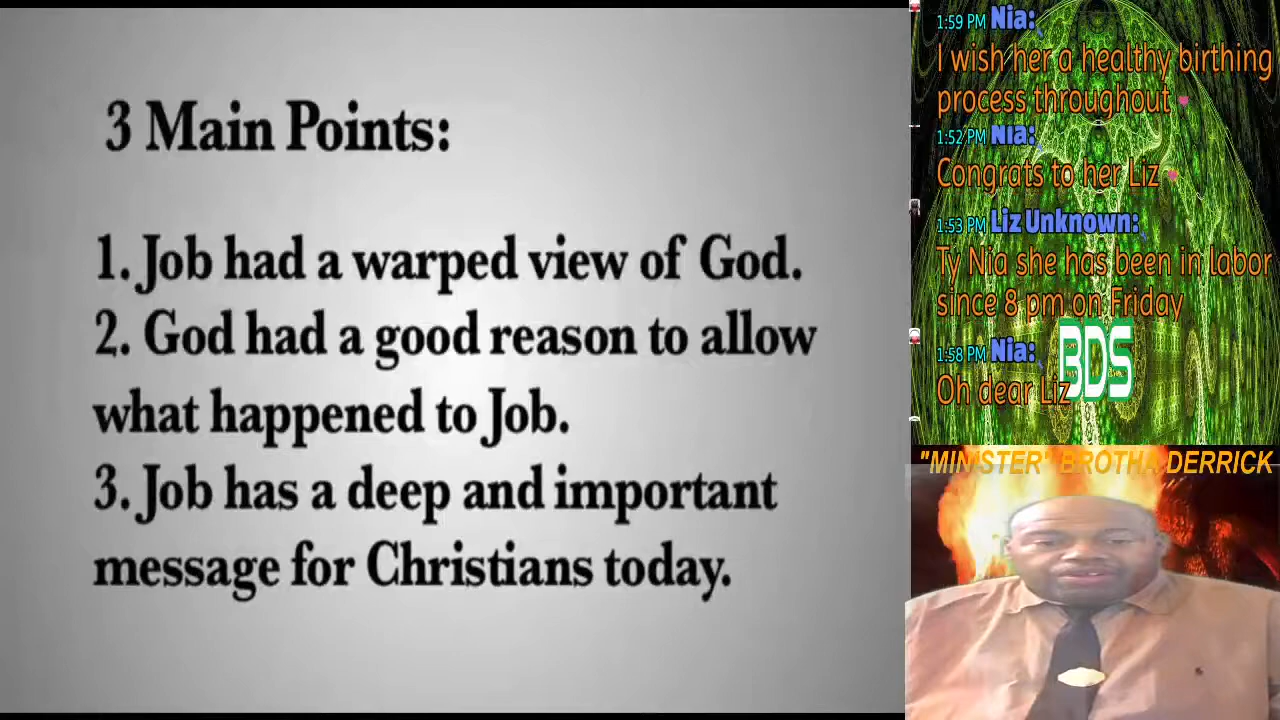 3 Main Points:
1. Job had a warped view of God.
2. God had a good reason to allow
what happened to Job.
3. Job has a deep and important
message for Christians today.
1:59 PM Nia:
I wish her a healthy birthing
process throughout
1:52 PM Nia:
Congrats to her Liz
1:53 PM Liz Unknown:
Ty Nia she has been in labor
since 8 pm on Friday
1:58 PM Nia:
Oh dear Liz
BDS
"MINISTER" BROTHA DERRICK